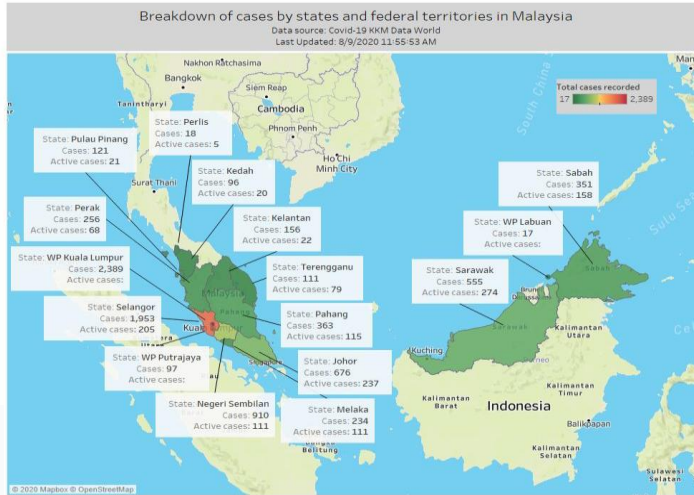 Breakdown of cases by states and federal territories in Malaysia
Data source: Covid-19 KKM Data World
Last Updated: 8/9/2020 11:55:53 AM
Total cases recorded
17
2,389
Nakhon Ratchasima
Bangkok
Siem Reap
Cambodia
Tanintharyi
Phnom Penh
Ho Chi
Minh City
South China
Surat Thani
State: Perlis
Cases: 18
Active cases: 5
State: Pulau Pinang
Cases: 121
Active cases: 21
State: Kedah
Cases: 96
Active cases: 20
State: Perak
Cases: 256
Active cases: 68
State: Kelantan
Cases: 156
Active cases: 22
State: WP Kuala Lumpur
Cases: 2,389
Active cases:
State: Terengganu
Cases: 111
Active cases: 79
State: Selangor
Cases: 1,953
Active cases: 205
State: Pahang
Cases: 363
Active cases: 115
State: WP Putrajaya
Cases: 97
Active cases:
State: Johor
Cases: 676
Active cases: 237
State: Negeri Sembilan
Cases: 910
Active cases: 111
State: Melaka
Cases: 234
Active cases: 111
State: Sabah
Cases: 351
Active cases: 158
State: WP Labuan
Cases: 17
Active cases:
State: Sarawak
Cases: 555
Active cases: 274
Malaysia
Pahang
Sabah
Sarawak
Kuching
Kalimantan
Utara
Kalimantan
Barat
Kalimantan
Timur
Indonesia
Balikpapan
Kalimantan
Selatan
Sulawesi
Selatan
Belitung
© 2020 Mapbox © OpenStreetMap